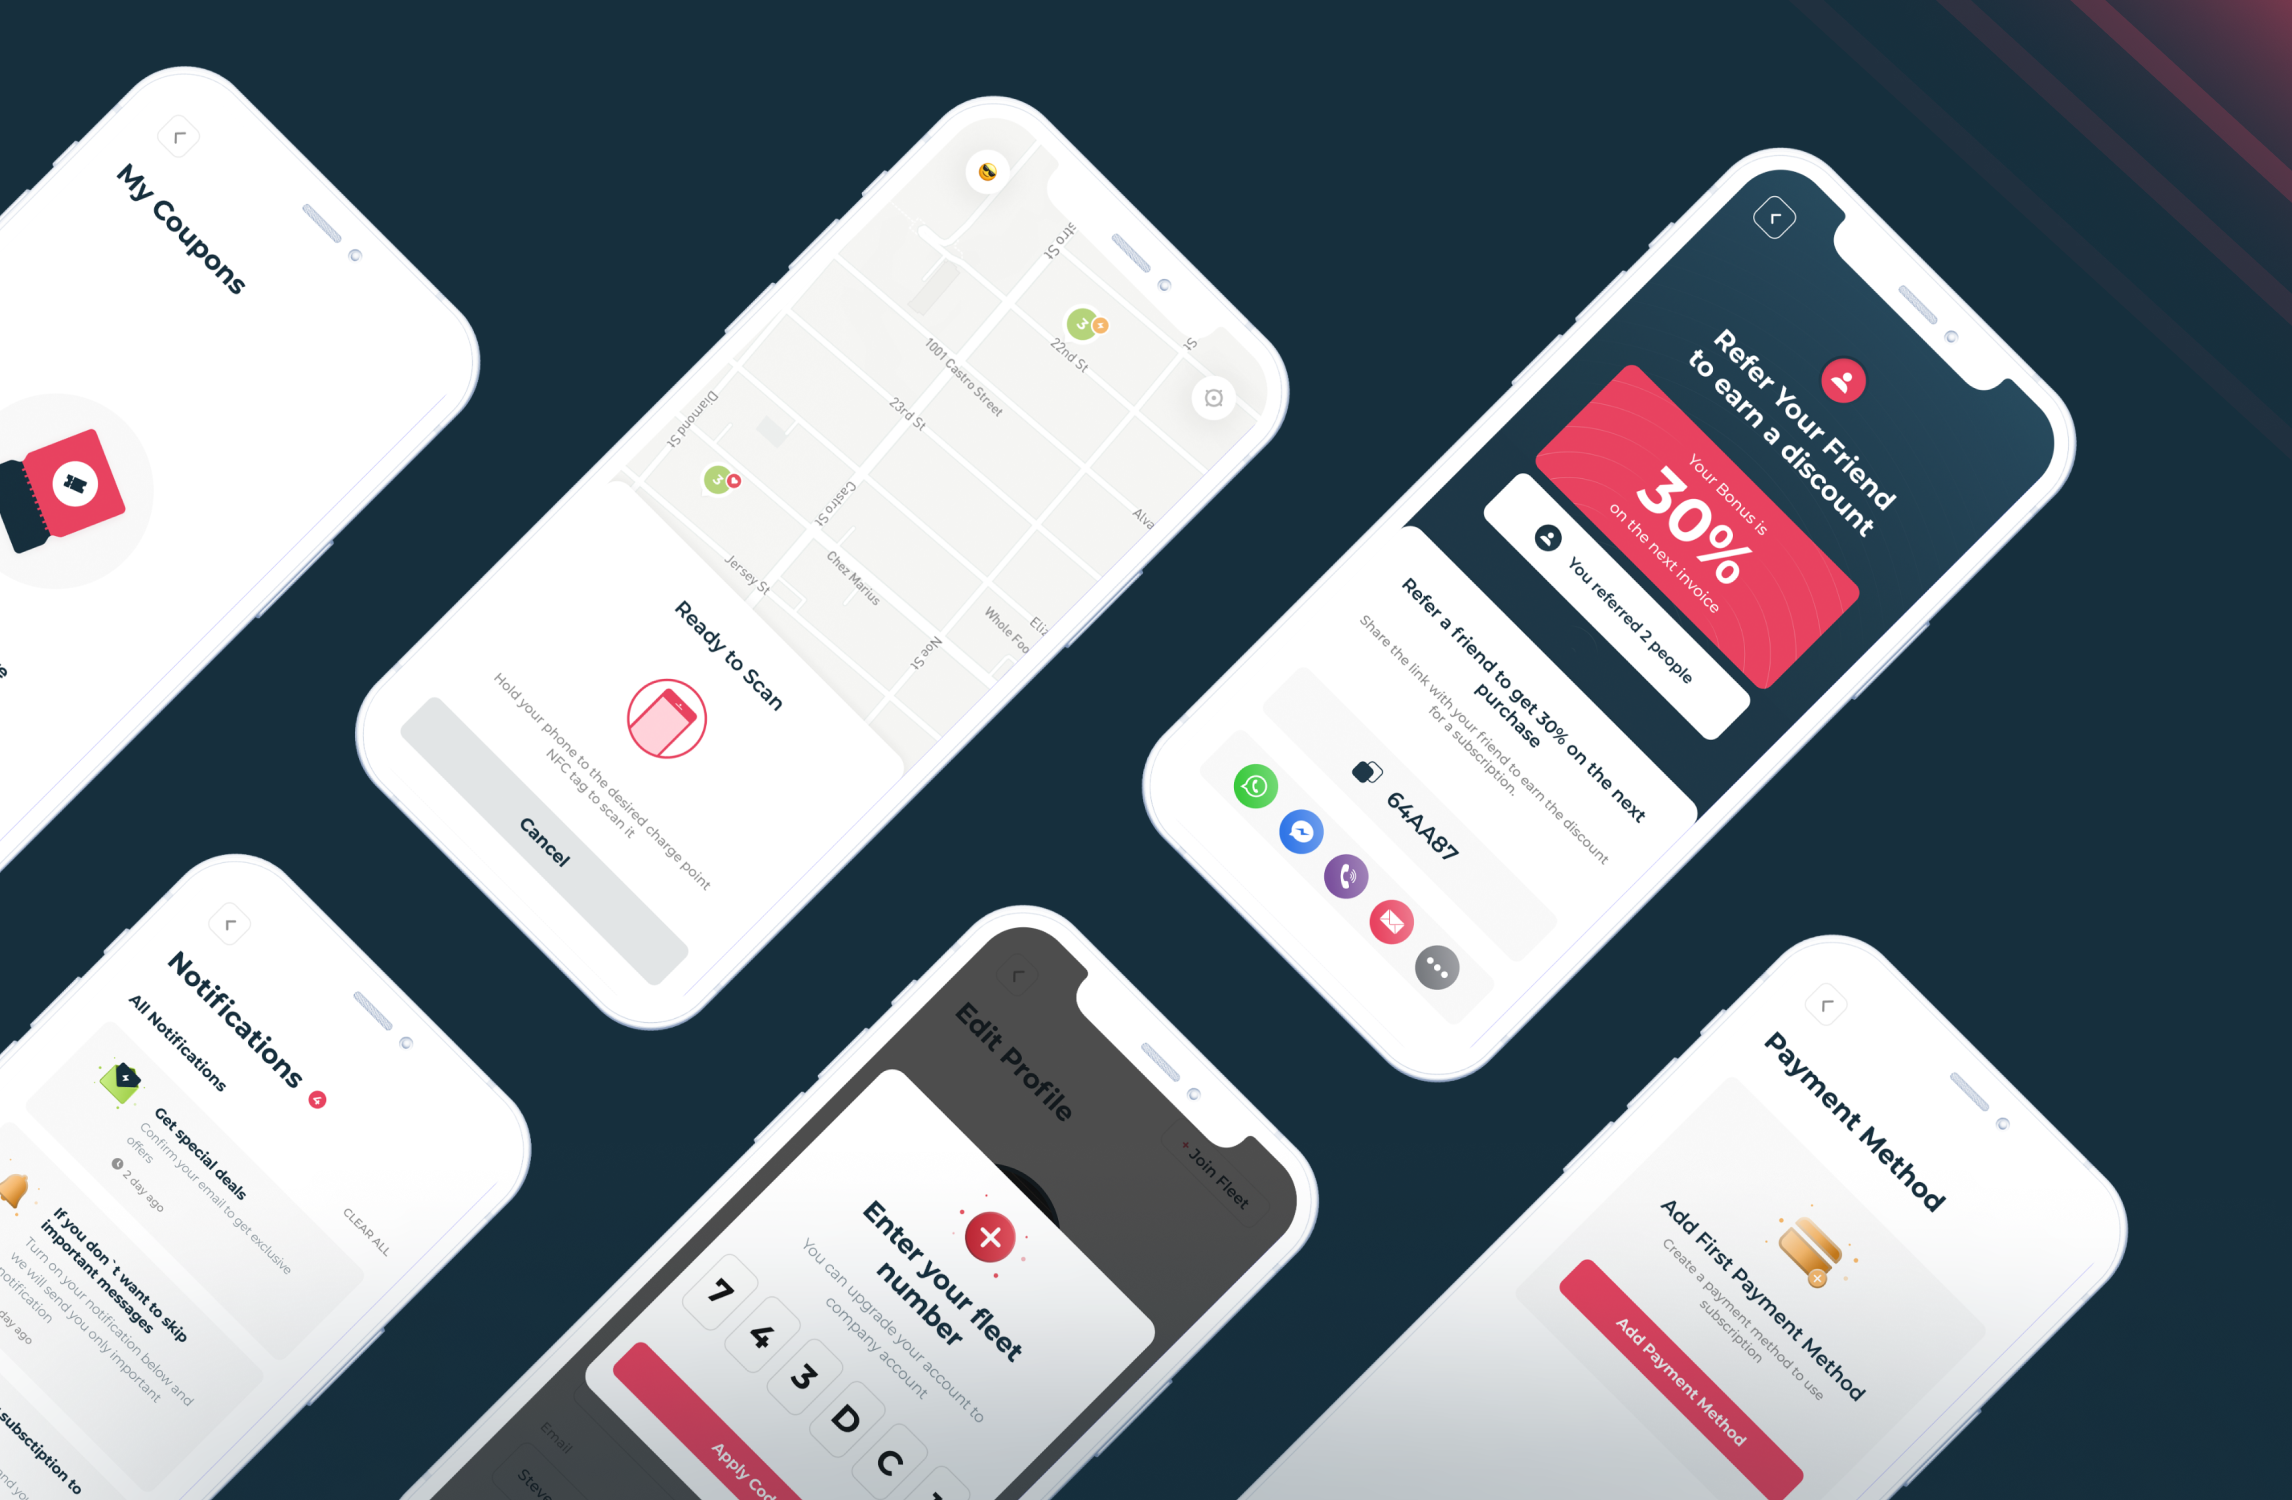 My Coupons
Castro St
22nd St
1001 Castro Street
23rd St
Diamond St
Castro St
Jersey St
Chez Marius
Noe St
3
3
Ready to Scan
Hold your phone to the desired charge point
NFC tag to scan it
Cancel
Refer Your Friend
to earn a discount
Your Bonus is
30%
on the next invoice
You referred 2 people
Refer a friend to get 30% on the next
purchase
Share the link with your friend to earn the discount
for a subscription.
64AA87
Notifications
4
All Notifications
CLEAR ALL
Get special deals
Confirm your email to get exclusive
offers
2 day ago
If you don`t want to skip
important messages
Turn on your notification below and
we will send you only important
notification
day ago
subsctiption to
Edit Profile
+ Join Fleet
Enter your fleet
number
You can upgrade your account to
company account
7 4 3 D C
Apply
Email
Payment Method
Add First Payment Method
Create a payment method to use
subscription
Add Payment Method